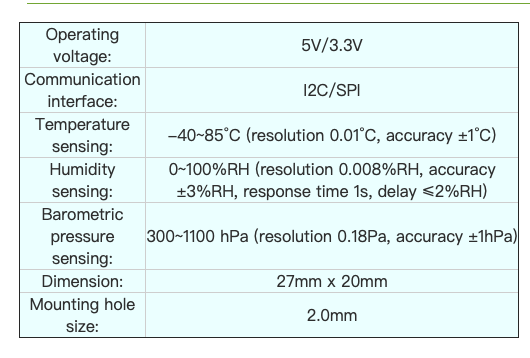 Operating
voltage:
5V/3.3V
Communication
interface:
I2C/SPI
Temperature
sensing:
-40~85°C (resolution 0.01°C, accuracy ±1°C)
Humidity
sensing:
0~100%RH (resolution 0.008%RH, accuracy
±3%RH, response time 1s, delay ≤2%RH)
Barometric
pressure
sensing:
300~1100 hPa (resolution 0.18Pa, accuracy ±1hPa)
Dimension:
27mm x 20mm
Mounting hole
size:
2.0mm